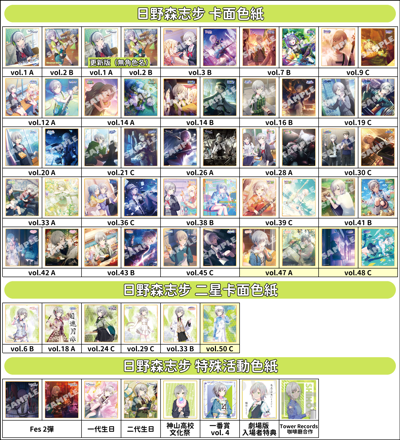 日野森志步 卡面色紙
更新版（無角色名）
vol.1 A vol.2 B vol.1 A vol.2 B vol.3 B vol.7 B vol.9 C
vol.12 A vol.14 A vol.14 B vol.16 B vol.19 C
vol.20 A vol.21 C vol.26 A vol.28 A vol.30 C
vol.33 A vol.36 C vol.38 B vol.39 C vol.41 B
vol.42 A vol.43 B vol.45 C vol.47 A vol.48 C
日野森志步 二星卡面色紙
vol.6 B vol.18 A vol.24 C vol.29 C vol.33 B vol.50 C
日野森志步 特殊活動色紙
Fes 2彈 一代生日 二代生日 神山高校 一番賞 劇場版 Tower Records
文化祭 vol. 4 入場者特典 咖啡廳合作